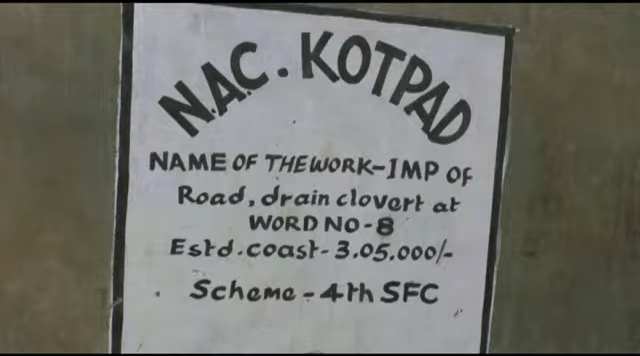 N.A.C. KOTPAD
NAME OF THE WORK-IMP OF
Road, drain clovert at
WORD NO-8
Estd. coast- 3.05.000/-
Scheme - 4th SFC